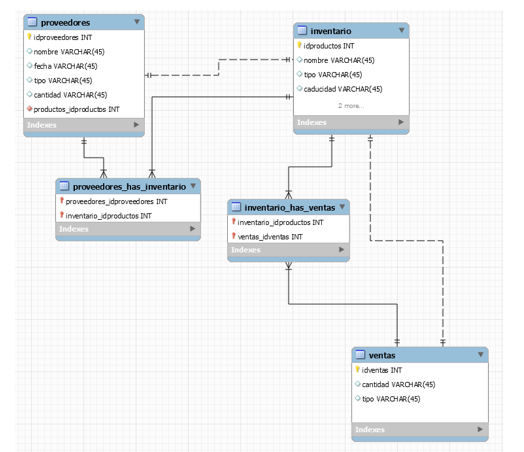 proveedores
idproveedores INT
nombre VARCHAR(45)
fecha VARCHAR(45)
tipo VARCHAR(45)
cantidad VARCHAR(45)
productos_idproductos INT
Indexes
inventario
idproductos INT
nombre VARCHAR(45)
tipo VARCHAR(45)
caducidad VARCHAR(45)
2 more...
Indexes
proveedores_has_inventario
proveedores_idproveedores INT
inventario_idproductos INT
Indexes
inventario_has_ventas
inventario_idproductos INT
ventas_idventas INT
Indexes
ventas
idventas INT
cantidad VARCHAR(45)
tipo VARCHAR(45)
Indexes